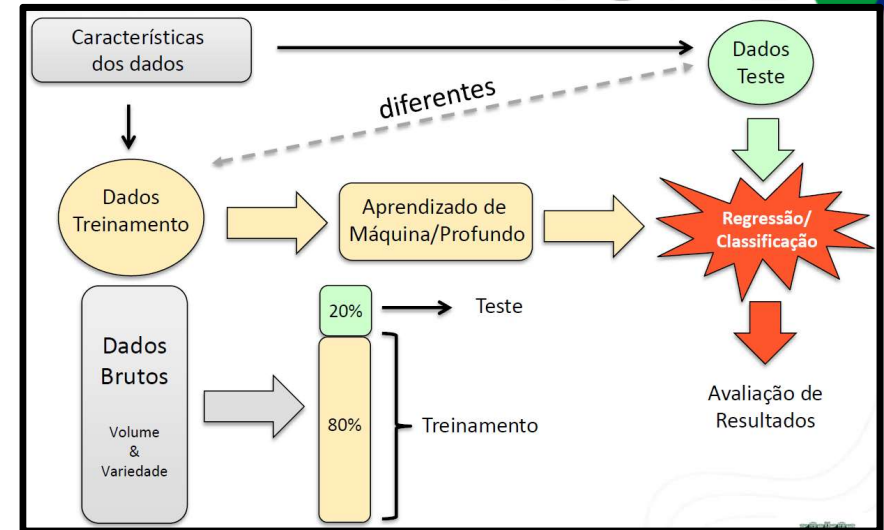 Características
dos dados
Dados
Teste
diferentes
Dados
Treinamento
Aprendizado de
Máquina/Profundo
Regressão/
Classificação
Dados
Brutos
Volume
&
Variedade
20%
Teste
80%
Treinamento
Avaliação de
Resultados